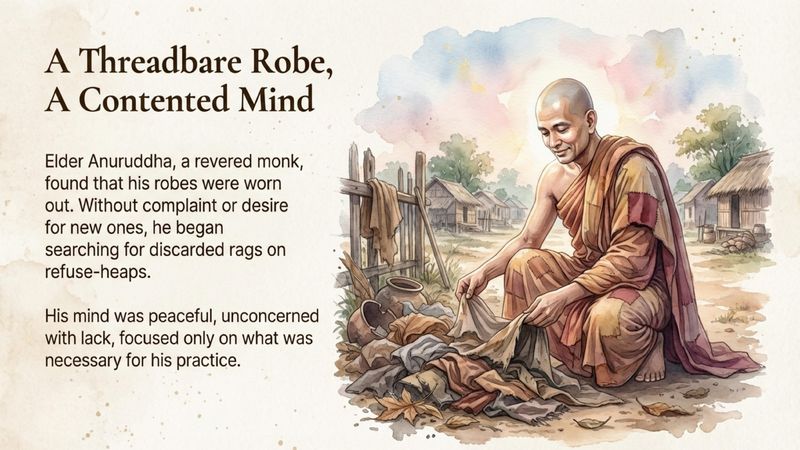 A Threadbare Robe,
A Contented Mind
Elder Anuruddha, a revered monk,
found that his robes were worn
out. Without complaint or desire
for new ones, he began
searching for discarded rags on
refuse-heaps.
His mind was peaceful, unconcerned
with lack, focused only on what was
necessary for his practice.